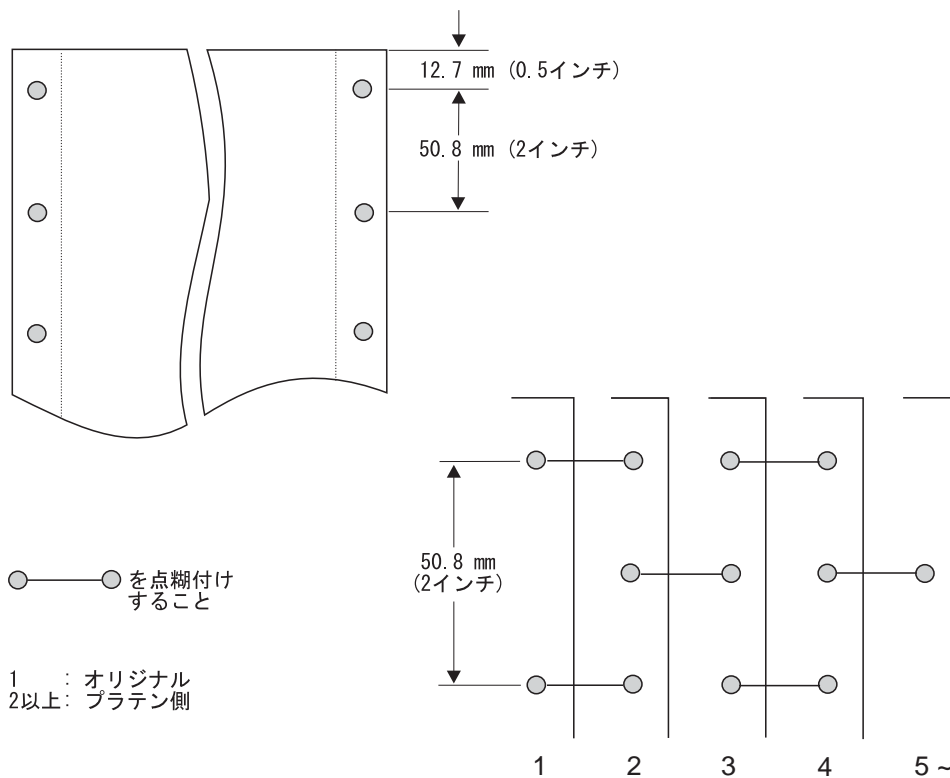 12.7 mm (0.5インチ)
50.8 mm (2インチ)
50.8 mm
(2インチ)
を点糊付け
すること
1 : オリジナル
2以上: プラテン側
1 2 3 4 5 ~